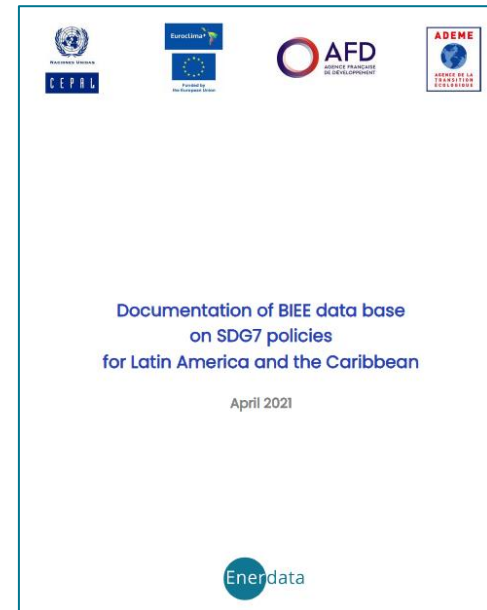 NACIONES UNIDAS
CEPAL
Euroclima+
Funded by
the European Union
AFD
AGENCE FRANÇAISE
DE DÉVELOPPEMENT
ADEME
AGENCE DE LA
TRANSITION
ÉCOLOGIQUE
Documentation of BIEE data base
on SDG7 policies
for Latin America and the Caribbean
April 2021
Enerdata